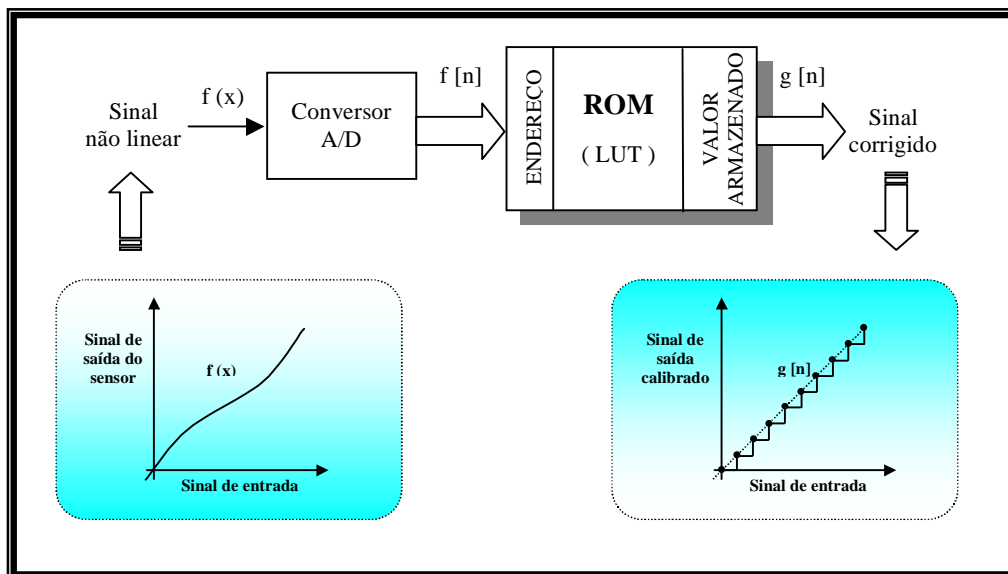 Sinal
não linear
f (x)
Conversor
A/D
f [n]
ENDEREÇO
ROM
( LUT )
VALOR
ARMAZENADO
g [n]
Sinal
corrigido
Sinal de
saída do
sensor
f (x)
Sinal de entrada
Sinal de
saída
calibrado
g [n]
Sinal de entrada